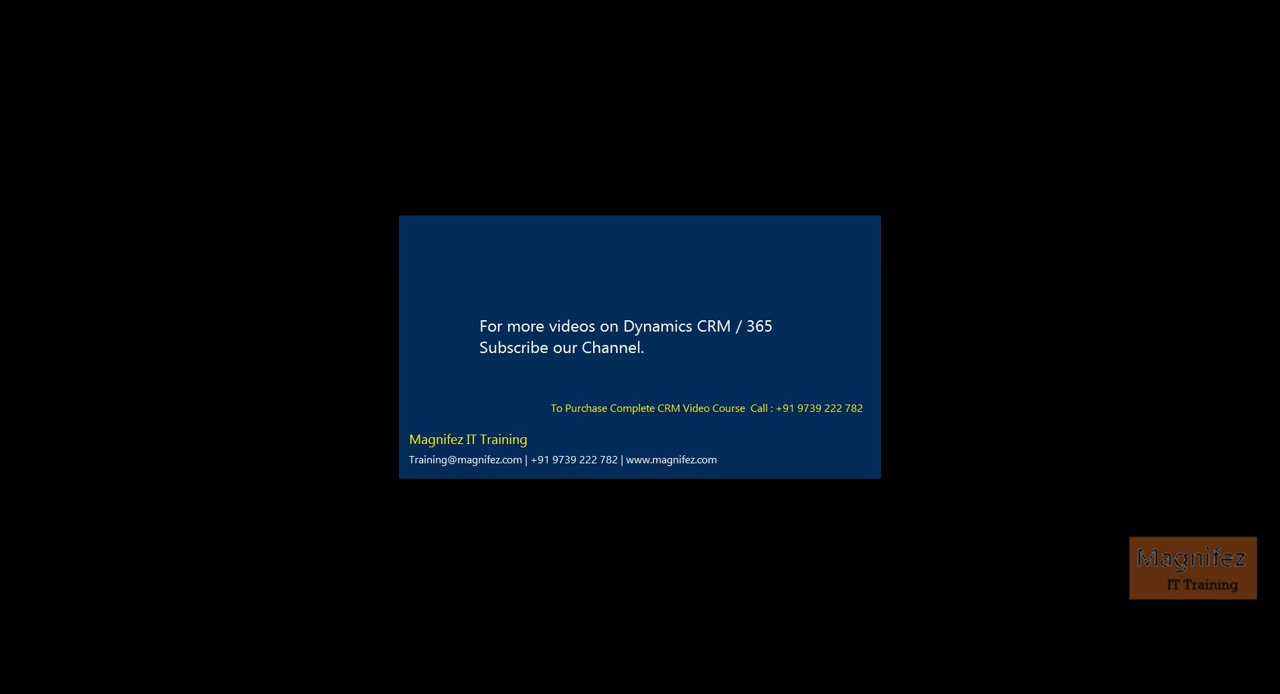 For more videos on Dynamics CRM / 365
Subscribe our Channel.
To Purchase Complete CRM Video Course  Call : +91 9739 222 782
Magnifez IT Training
Training@magnifez.com | +91 9739 222 782 | www.magnifez.com
Magnifez
IT Training